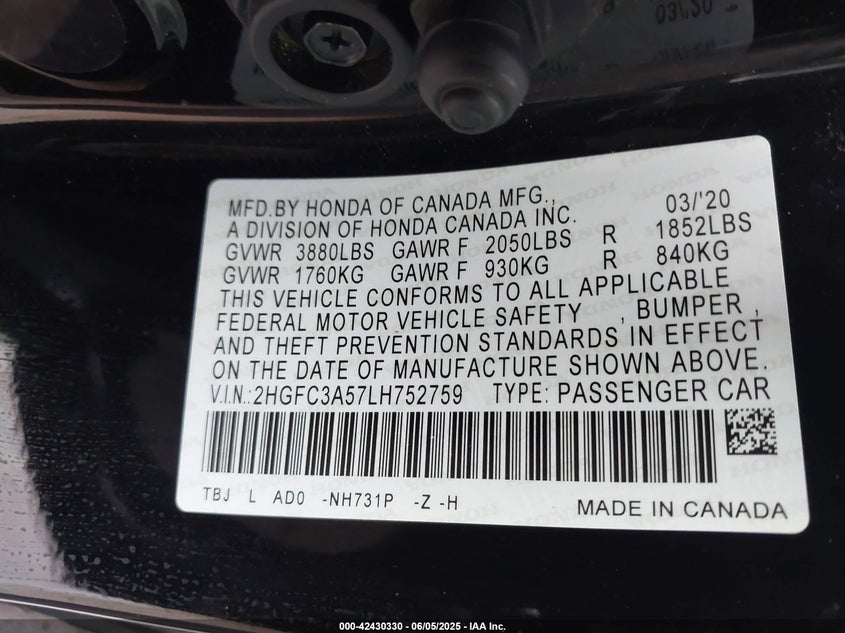 03/'20
MFD.BY HONDA OF CANADA MFG.,
A DIVISION OF HONDA CANADA INC.
GVWR 3880LBS GAWR F 2050LBS R 1852LBS
GVWR 1760KG GAWR F 930KG R 840KG
THIS VEHICLE CONFORMS TO ALL APPLICABLE
FEDERAL MOTOR VEHICLE SAFETY , BUMPER ,
AND THEFT PREVENTION STANDARDS IN EFFECT
ON THE DATE OF MANUFACTURE SHOWN ABOVE.
V.I.N.:2HGFC3A57LH752759 TYPE: PASSENGER CAR
TBJ L AD0 -NH731P -Z -H
MADE IN CANADA
000-42430330 - 06/05/2025 - IAA Inc.